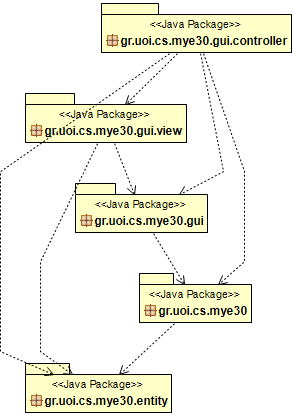 <<Java Package>>
gr.uoi.cs.mye30.gui.controller
<<Java Package>>
gr.uoi.cs.mye30.gui.view
<<Java Package>>
gr.uoi.cs.mye30.gui
<<Java Package>>
gr.uoi.cs.mye30
<<Java Package>>
gr.uoi.cs.mye30.entity